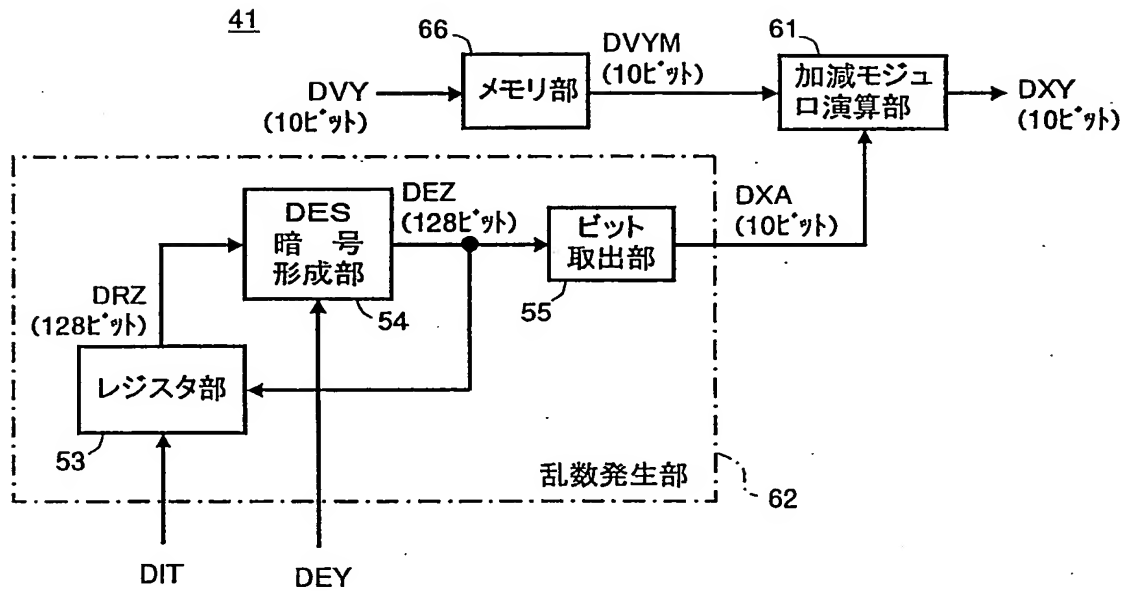 41
66
メモリ部
DVY
(10ビット)
DVYM
(10ビット)
61
加減モジュ
ロ演算部
DXY
(10ビット)
DES
暗 号
形成部
54
DEZ
(128ビット)
ビット
取出部
55
DXA
(10ビット)
DRZ
(128ビット)
レジスタ部
53
乱数発生部
62
DIT
DEY